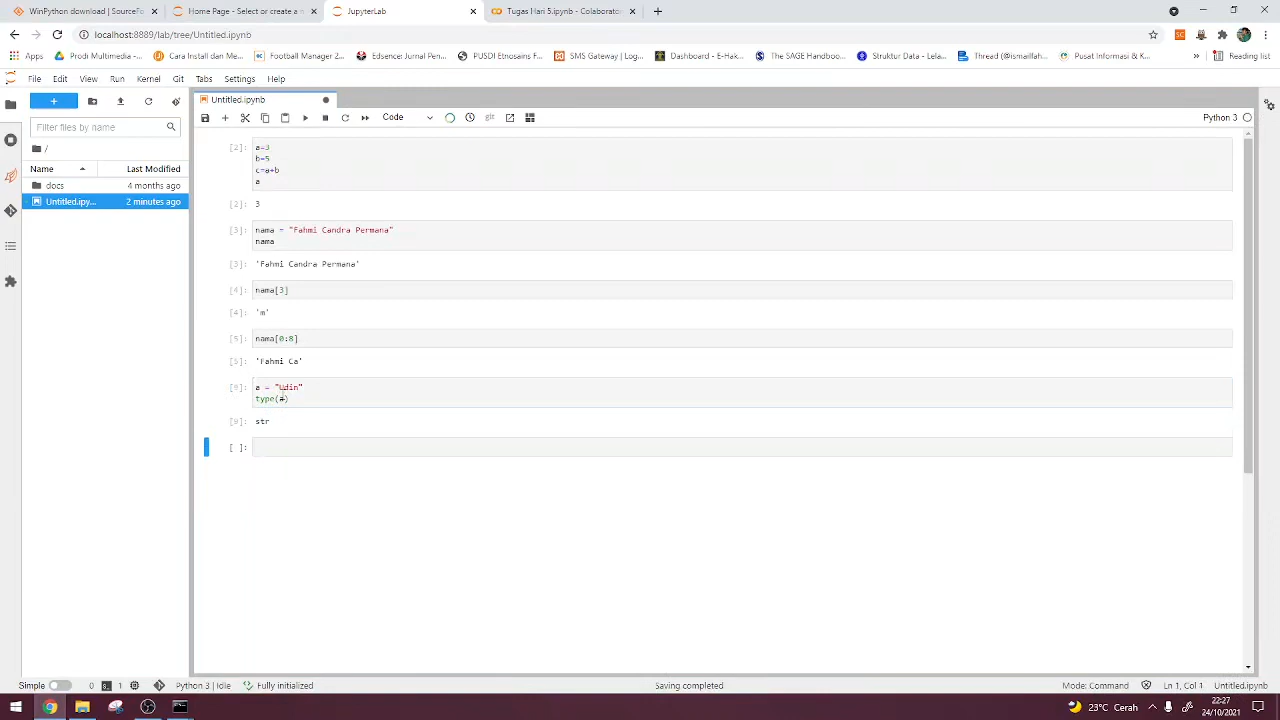 WinPython download | SourceFo
Home Page - Select or create a n
JupyterLab
Tugas Hari 5.ipynb - Colaborator
localhost:8889/lab/tree/Untitled.ipynb
Apps
Prodi Multimedia -...
Cara Install dan Me...
Football Manager 2...
Edsence Jurnal Pen...
PUSDI Etnosains F...
SMS Gateway | Log...
Dashboard - E-Hak...
The SAGE Handboo...
Struktur Data - Lela...
Thread (@ismailfah...
Pusat Informasi & K...
Reading list
File Edit View Run Kernel Git Tabs Settings Help
Untitled.ipynb
Filter files by name
Code
git
Python 3
/
Name Last Modified
docs 4 months ago
Untitled.ipy... 2 minutes ago
[2]: a=3
b=5
c=a+b
a
[2]: 3
[3]: nama = "Fahmi Candra Permana"
nama
[3]: 'Fahmi Candra Permana'
[4]: nama[3]
[4]: 'm'
[5]: nama[0:8]
[5]: 'Fahmi Ca'
a = "Udin"
type(a)
str
[ ]:
Simple 0 1 Python 3 | Idle Fully initialized Saving completed Mode: Command Ln 1, Col 1 Untitled.ipynb
23°C Cerah
22:27
24/10/2021